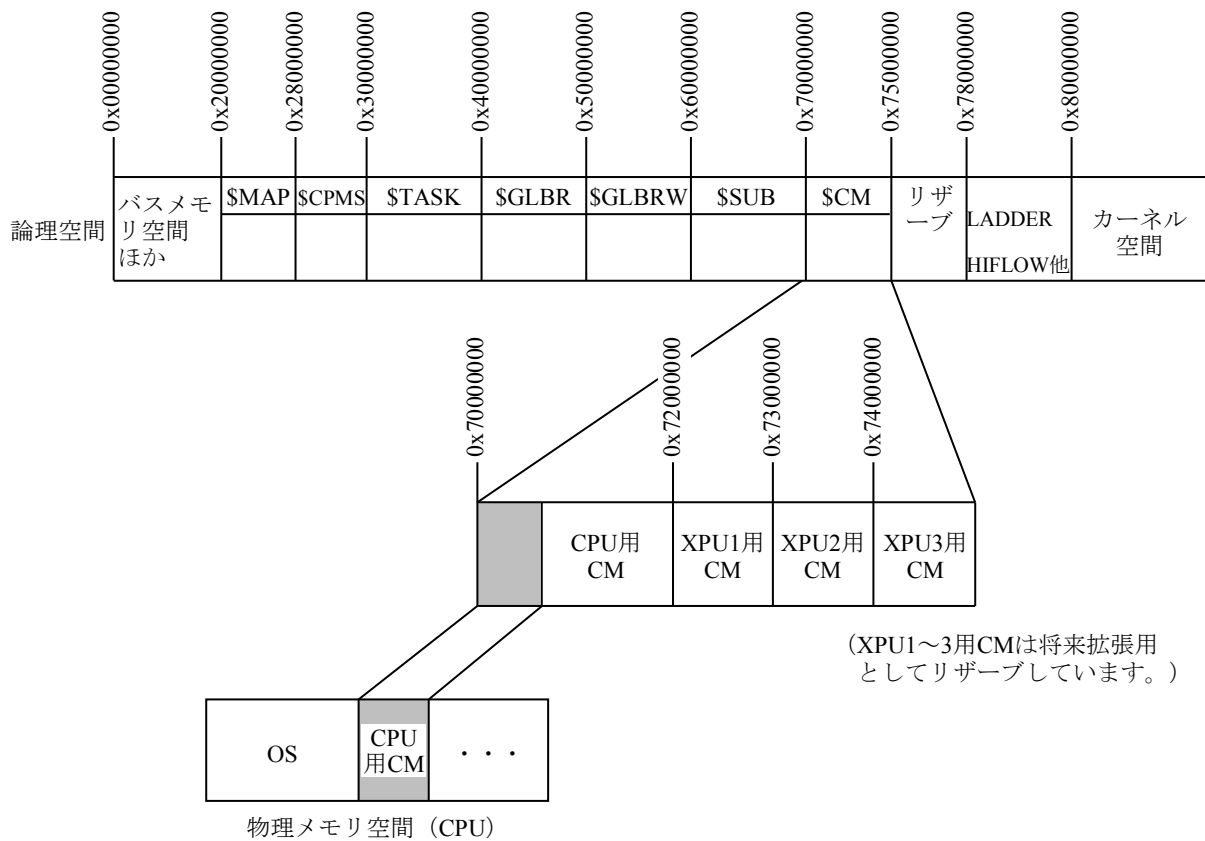 0x00000000
0x20000000
0x28000000
0x30000000
0x40000000
0x50000000
0x60000000
0x70000000
0x75000000
0x78000000
0x80000000
論理空間
バスメモ
リ空間
ほか
$MAP
$CPMS
$TASK
$GLBR
$GLBRW
$SUB
$CM
リザ
ーブ
LADDER
HIFLOW他
カーネル
空間
0x70000000
0x72000000
0x73000000
0x74000000
CPU用
CM
XPU1用
CM
XPU2用
CM
XPU3用
CM
(XPU1～3用CMは将来拡張用
としてリザーブしています。)
OS
CPU
用CM
・・・
物理メモリ空間(CPU)